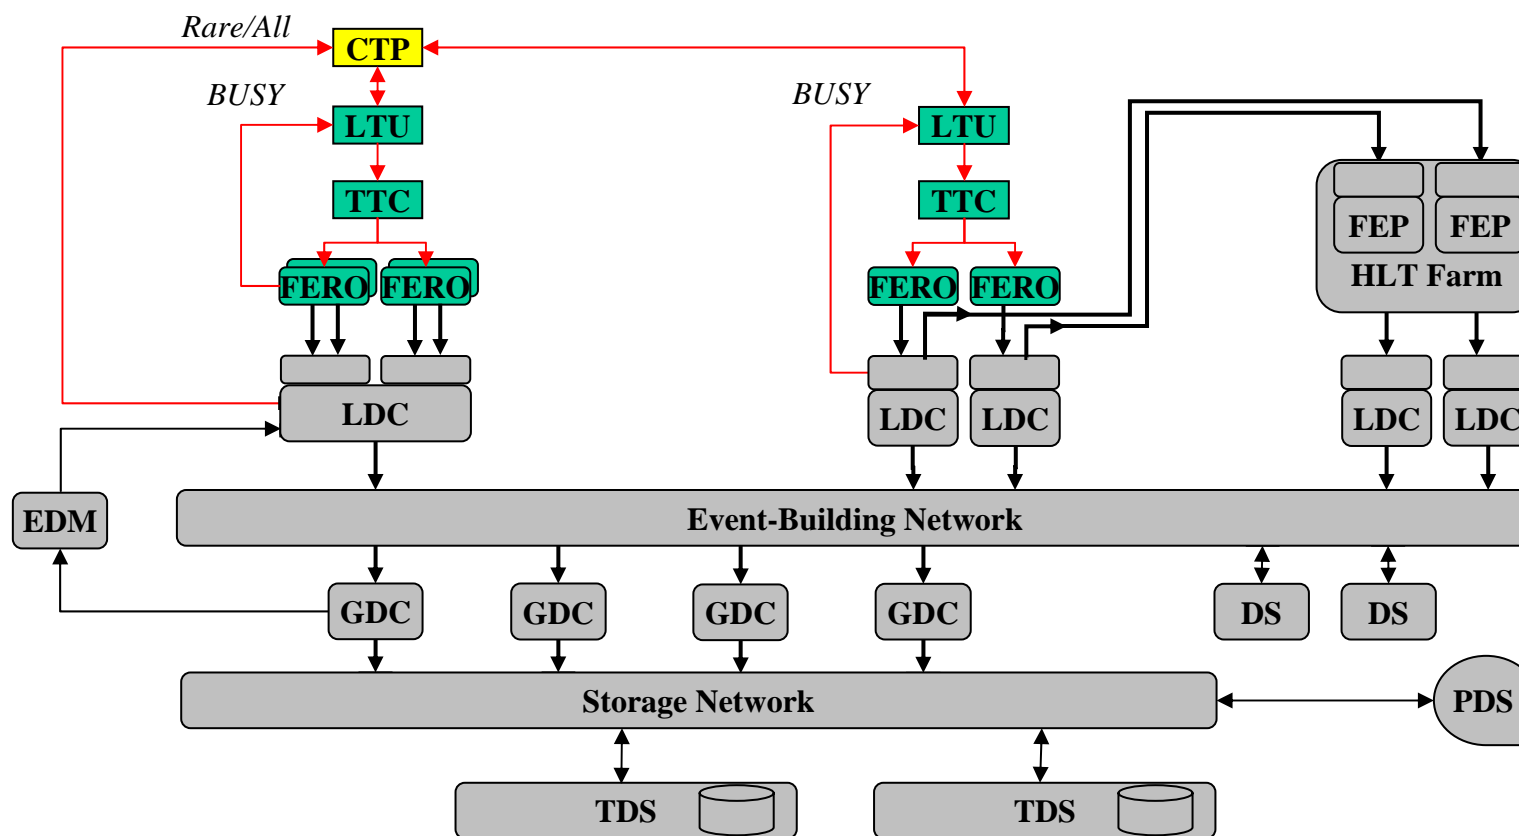 Rare/All
CTP
BUSY
BUSY
LTU
LTU
TTC
TTC
FEP
FEP
HLT Farm
FERO
FERO
FERO
FERO
LDC
LDC
LDC
LDC
LDC
EDM
Event-Building Network
GDC
GDC
GDC
GDC
DS
DS
Storage Network
PDS
TDS
TDS